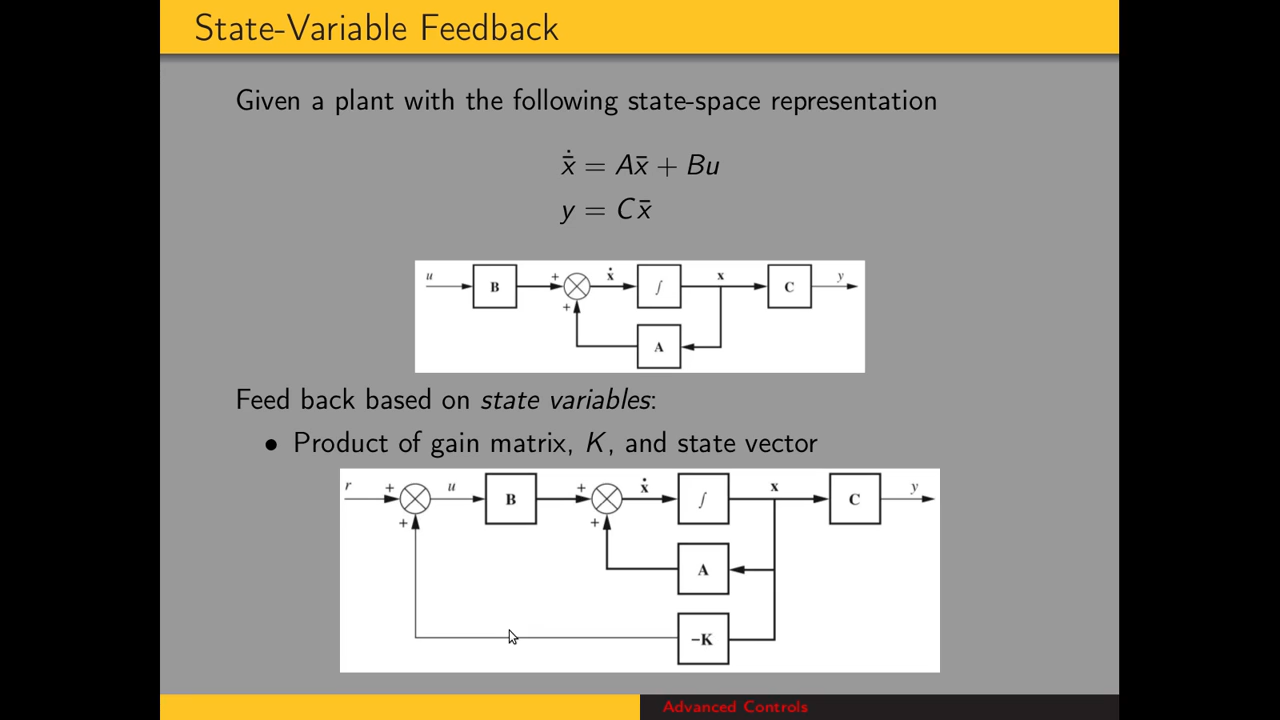 State-Variable Feedback
Given a plant with the following state-space representation
ẋ̄ = Ax̄ + Bu
y = Cx̄
u B + + ẋ ∫ x C y
A
Feed back based on state variables:
• Product of gain matrix, K, and state vector
r + + u B + + ẋ ∫ x C y
A
−K
Advanced Controls